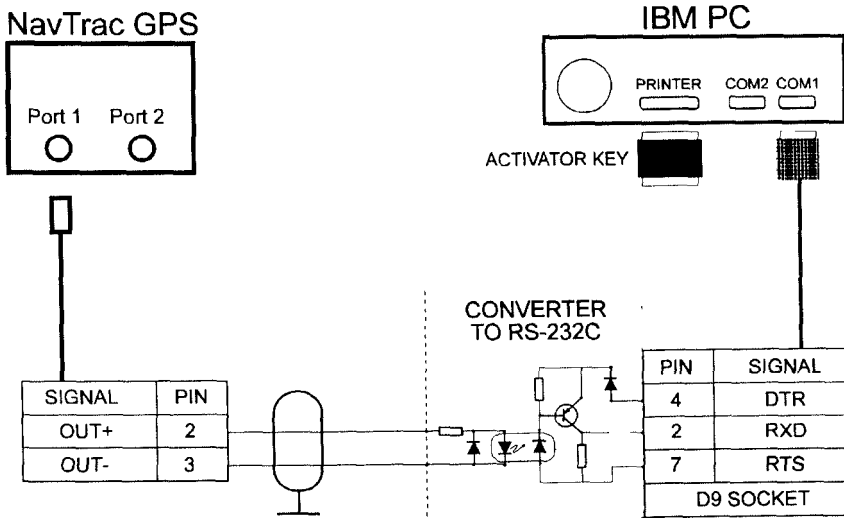 NavTrac GPS
Port 1 Port 2
IBM PC
PRINTER COM2 COM1
ACTIVATOR KEY
CONVERTER
TO RS-232C
SIGNAL PIN
OUT+ 2
OUT- 3
PIN SIGNAL
4 DTR
2 RXD
7 RTS
D9 SOCKET